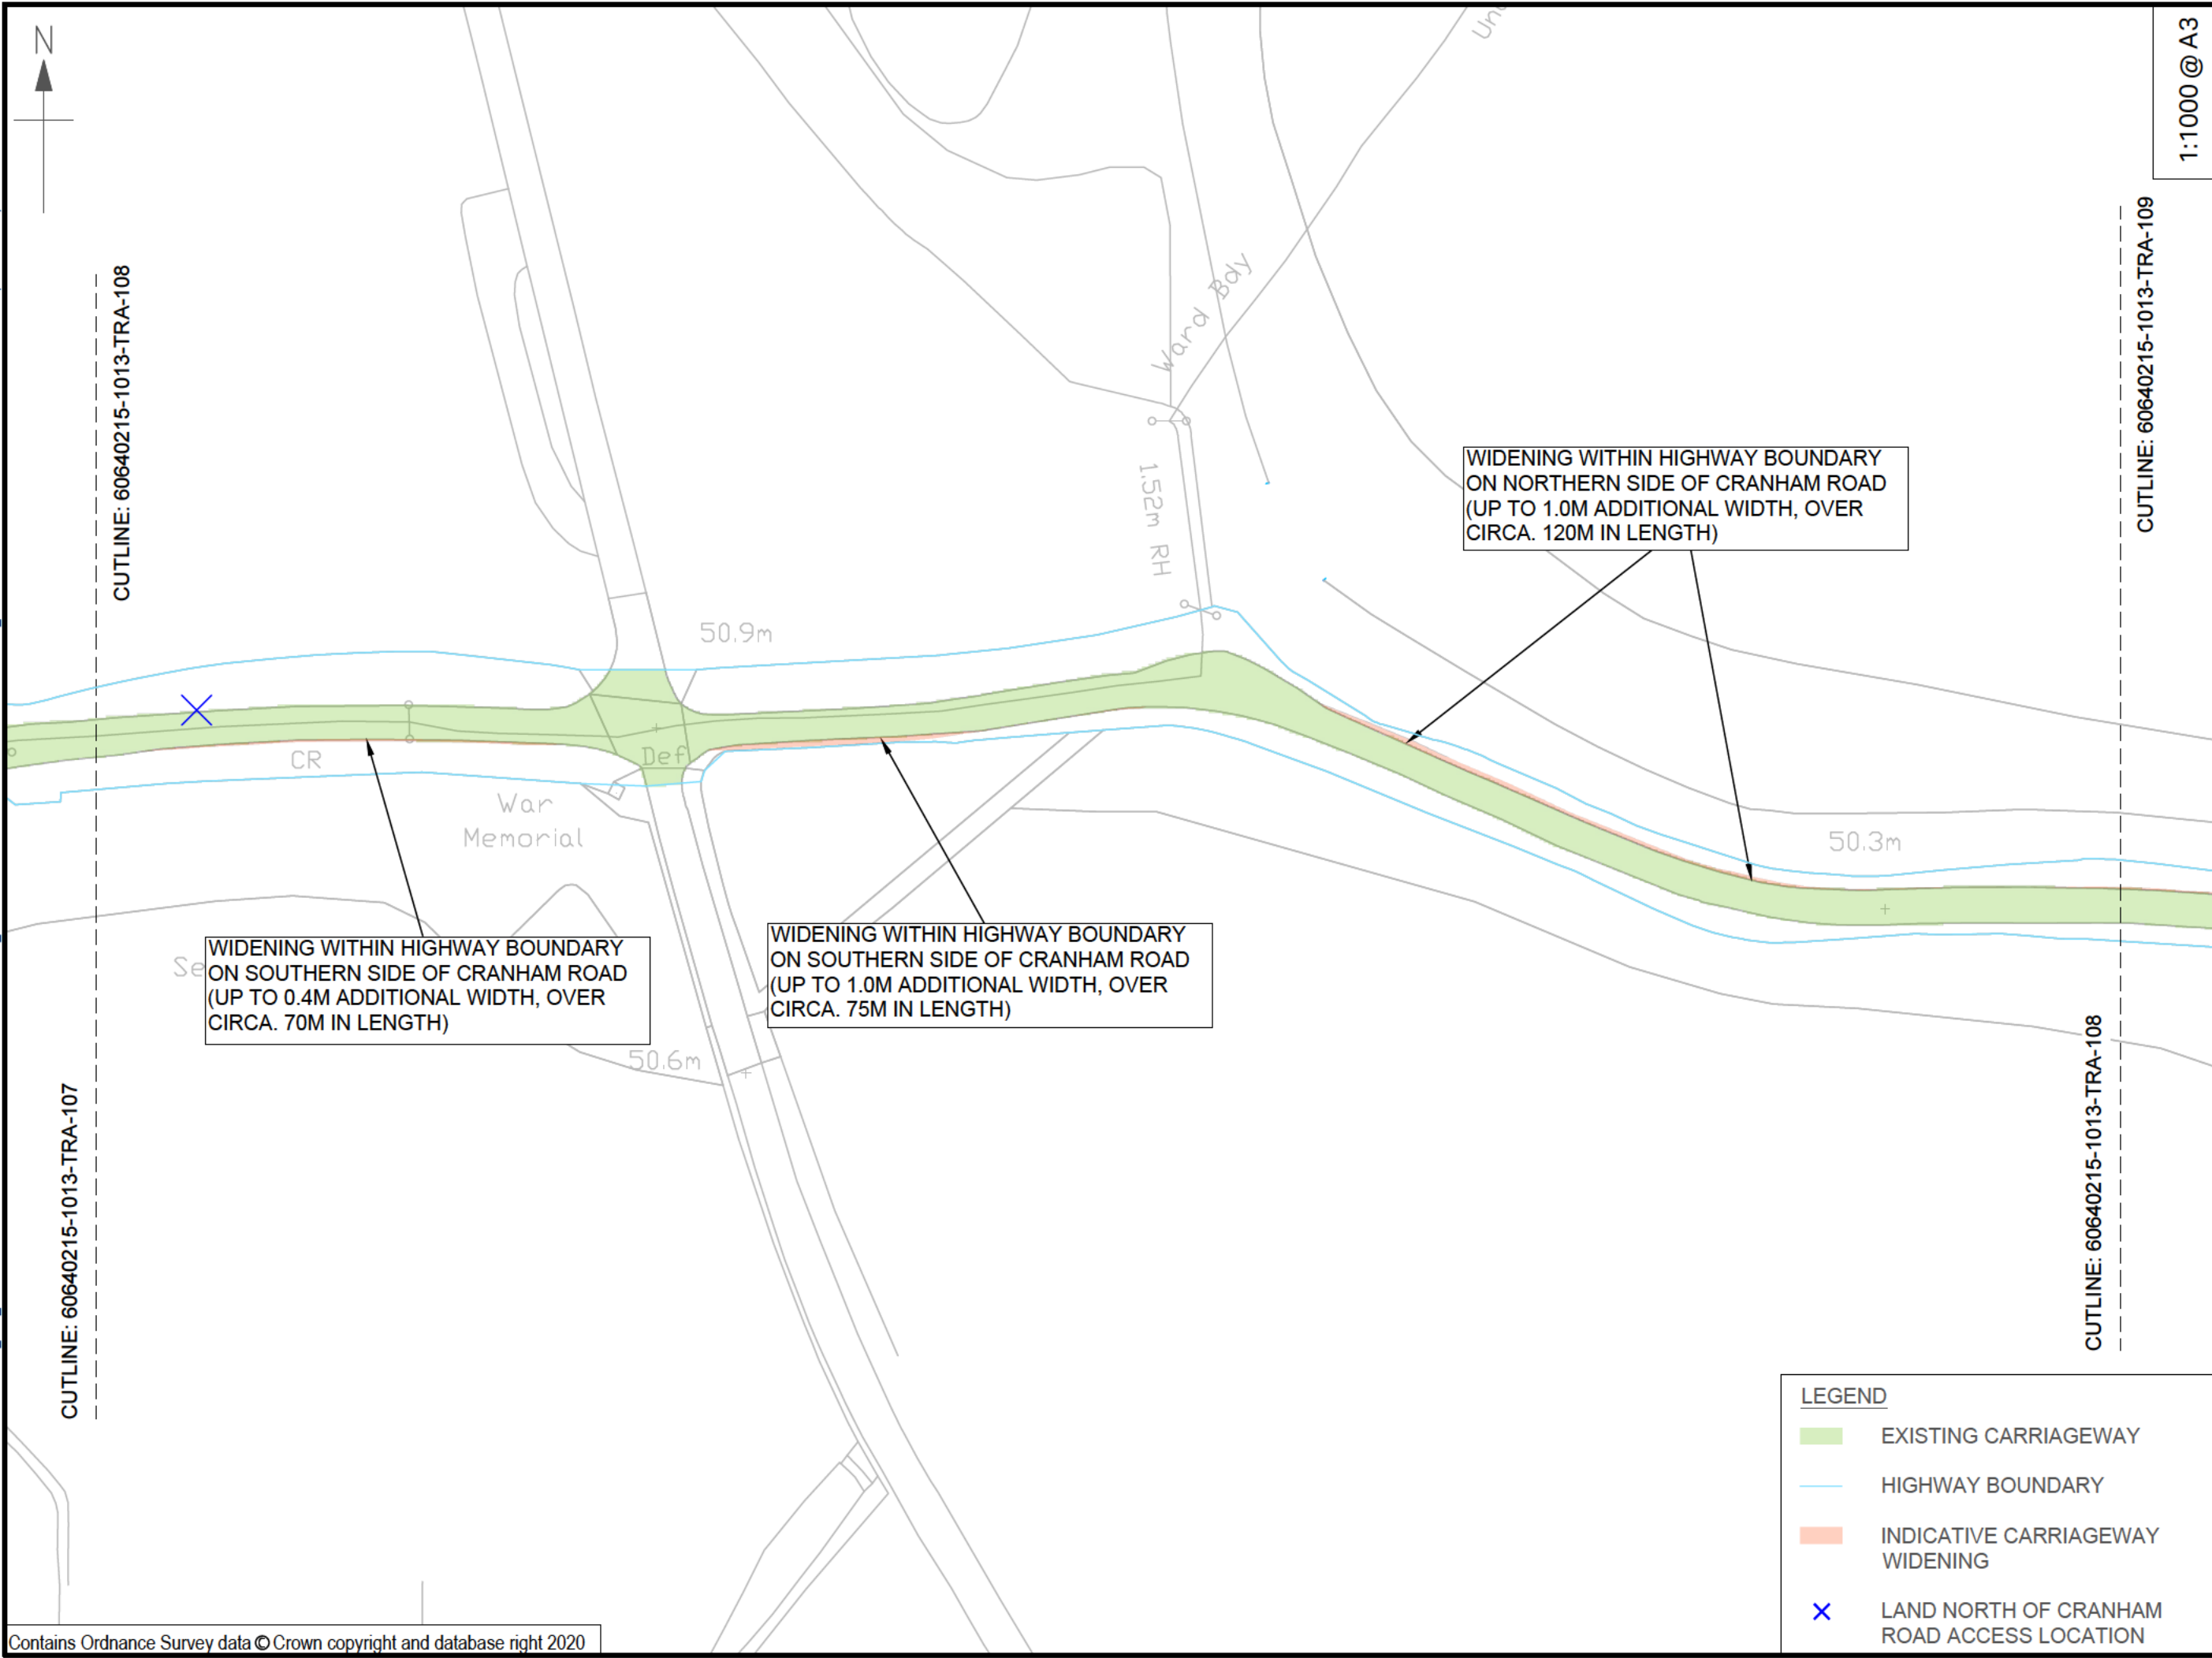 N
1:1000 @ A3
CUTLINE: 60640215-1013-TRA-108
CUTLINE: 60640215-1013-TRA-109
Ward Bdy
1.52m RH
WIDENING WITHIN HIGHWAY BOUNDARY
ON NORTHERN SIDE OF CRANHAM ROAD
(UP TO 1.0M ADDITIONAL WIDTH, OVER
CIRCA. 120M IN LENGTH)
50.9m
CR
Def
War
Memorial
50.3m
WIDENING WITHIN HIGHWAY BOUNDARY
ON SOUTHERN SIDE OF CRANHAM ROAD
(UP TO 0.4M ADDITIONAL WIDTH, OVER
CIRCA. 70M IN LENGTH)
WIDENING WITHIN HIGHWAY BOUNDARY
ON SOUTHERN SIDE OF CRANHAM ROAD
(UP TO 1.0M ADDITIONAL WIDTH, OVER
CIRCA. 75M IN LENGTH)
50.6m
CUTLINE: 60640215-1013-TRA-107
CUTLINE: 60640215-1013-TRA-108
LEGEND
EXISTING CARRIAGEWAY
HIGHWAY BOUNDARY
INDICATIVE CARRIAGEWAY
WIDENING
LAND NORTH OF CRANHAM
ROAD ACCESS LOCATION
Contains Ordnance Survey data © Crown copyright and database right 2020